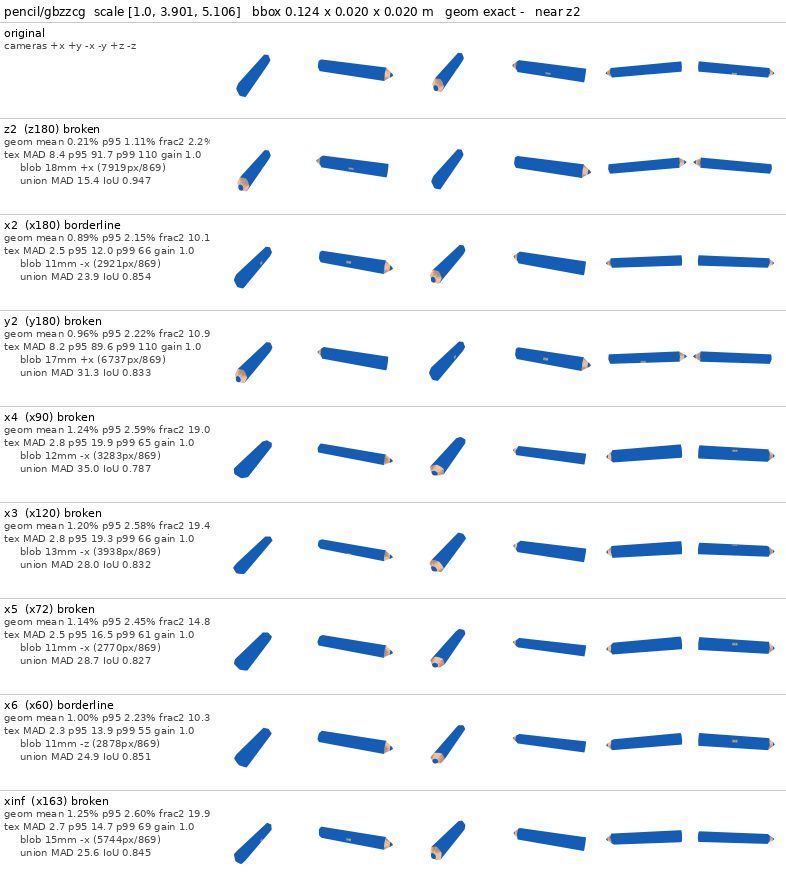 pencil/gbzzcg  scale [1.0, 3.901, 5.106]  bbox 0.124 x 0.020 x 0.020 m  geom exact -  near z2
original
cameras +x +y -x -y +z -z
z2  (z180) broken
geom mean 0.21% p95 1.11% frac2 2.2%
tex MAD 8.4 p95 91.7 p99 110 gain 1.0
blob 18mm +x (7919px/869)
union MAD 15.4 IoU 0.947
x2  (x180) borderline
geom mean 0.89% p95 2.15% frac2 10.1
tex MAD 2.5 p95 12.0 p99 66 gain 1.0
blob 11mm -x (2921px/869)
union MAD 23.9 IoU 0.854
y2  (y180) broken
geom mean 0.96% p95 2.22% frac2 10.9
tex MAD 8.2 p95 89.6 p99 110 gain 1.0
blob 17mm +x (6737px/869)
union MAD 31.3 IoU 0.833
x4  (x90) broken
geom mean 1.24% p95 2.59% frac2 19.0
tex MAD 2.8 p95 19.9 p99 65 gain 1.0
blob 12mm -x (3283px/869)
union MAD 35.0 IoU 0.787
x3  (x120) broken
geom mean 1.20% p95 2.58% frac2 19.4
tex MAD 2.8 p95 19.3 p99 66 gain 1.0
blob 13mm -x (3938px/869)
union MAD 28.0 IoU 0.832
x5  (x72) broken
geom mean 1.14% p95 2.45% frac2 14.8
tex MAD 2.5 p95 16.5 p99 61 gain 1.0
blob 11mm -x (2770px/869)
union MAD 28.7 IoU 0.827
x6  (x60) borderline
geom mean 1.00% p95 2.23% frac2 10.3
tex MAD 2.3 p95 13.9 p99 55 gain 1.0
blob 11mm -z (2878px/869)
union MAD 24.9 IoU 0.851
xinf  (x163) broken
geom mean 1.25% p95 2.60% frac2 19.9
tex MAD 2.7 p95 14.7 p99 69 gain 1.0
blob 15mm -x (5744px/869)
union MAD 25.6 IoU 0.845